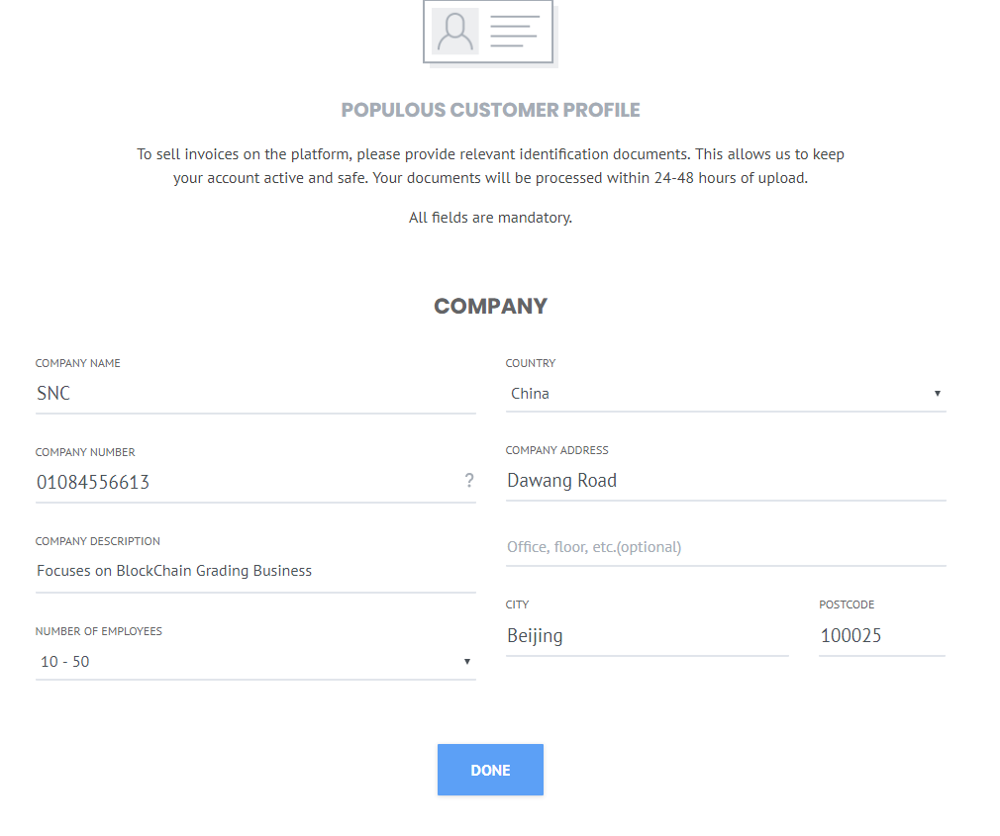 POPULOUS CUSTOMER PROFILE
To sell invoices on the platform, please provide relevant identification documents. This allows us to keep
your account active and safe. Your documents will be processed within 24-48 hours of upload.
All fields are mandatory.
COMPANY
COMPANY NAME
SNC
COMPANY NUMBER
01084556613 ?
COMPANY DESCRIPTION
Focuses on BlockChain Grading Business
NUMBER OF EMPLOYEES
10 - 50
COUNTRY
China
COMPANY ADDRESS
Dawang Road
Office, floor, etc.(optional)
CITY POSTCODE
Beijing 100025
DONE